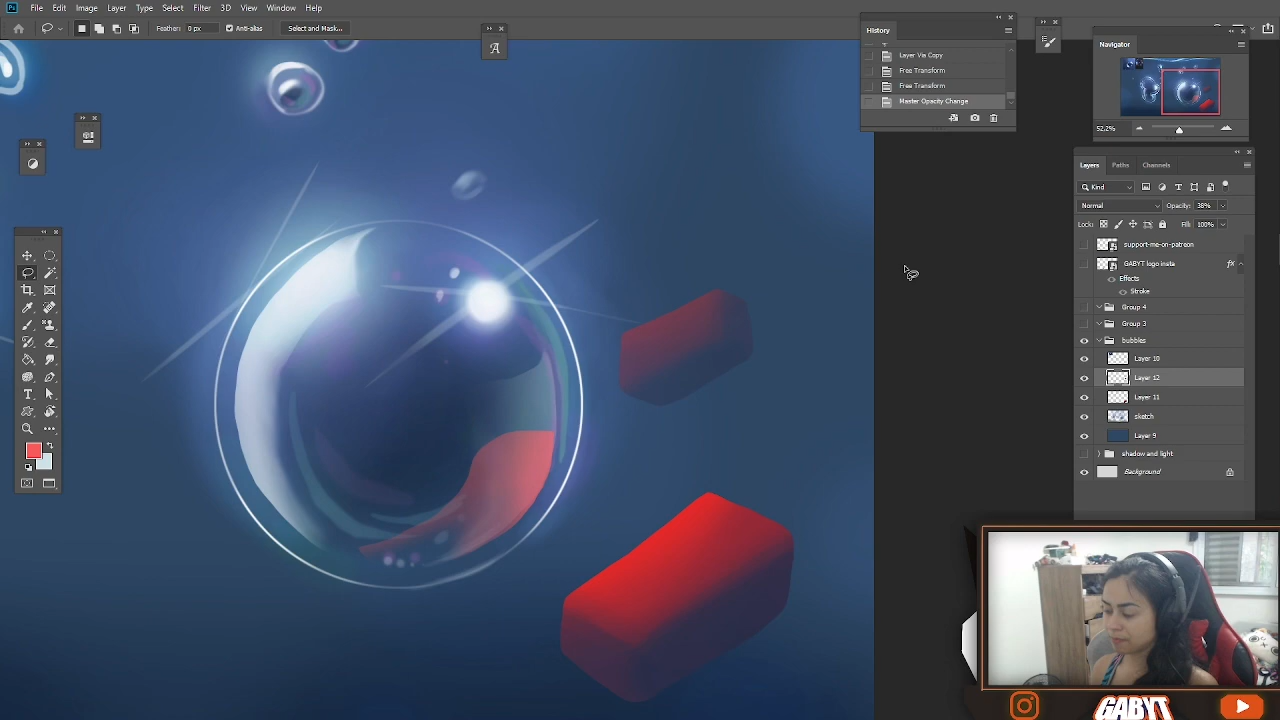 Ps File Edit Image Layer Type Select Filter 3D View Window Help
Feather: 0 px Anti-alias Select and Mask...
A
History
Layer Via Copy
Free Transform
Free Transform
Master Opacity Change
Navigator
52.2%
Layers Paths Channels
Kind
Normal Opacity: 38%
Lock: Fill: 100%
support-me-on-patreon
GABYT logo insta fx
Effects
Stroke
Group 4
Group 3
bubbles
Layer 10
Layer 12
Layer 11
sketch
Layer 9
shadow and light
Background
T
GABYT